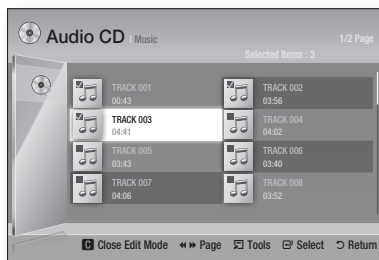 Audio CD | Music
1/2 Page
Selected Items : 3
TRACK 001
00:43
TRACK 002
03:56
TRACK 003
04:41
TRACK 004
04:02
TRACK 005
03:43
TRACK 006
03:40
TRACK 007
04:06
TRACK 008
03:52
C Close Edit Mode Page Tools Select Return